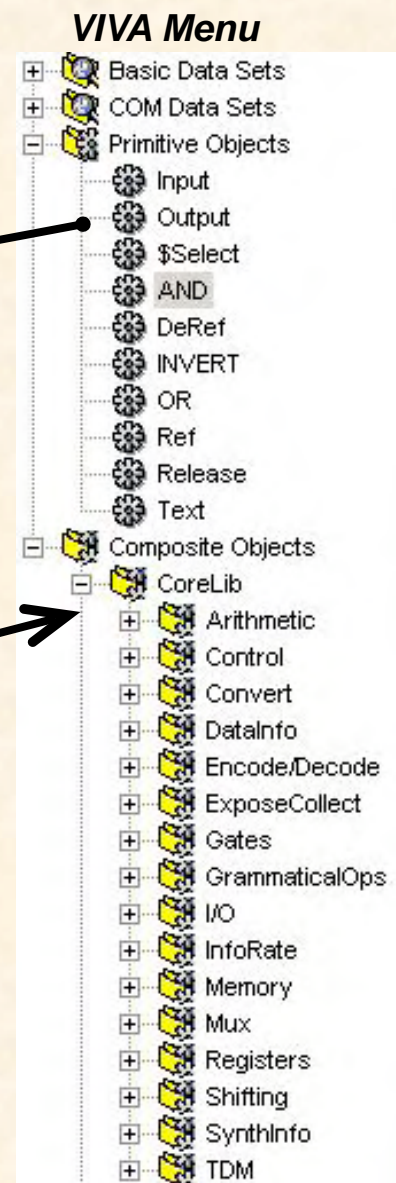 VIVA Menu
Basic Data Sets
COM Data Sets
Primitive Objects
Input
Output
$Select
AND
DeRef
INVERT
OR
Ref
Release
Text
Composite Objects
CoreLib
Arithmetic
Control
Convert
DataInfo
Encode/Decode
ExposeCollect
Gates
GrammaticalOps
I/O
InfoRate
Memory
Mux
Registers
Shifting
SynthInfo
TDM